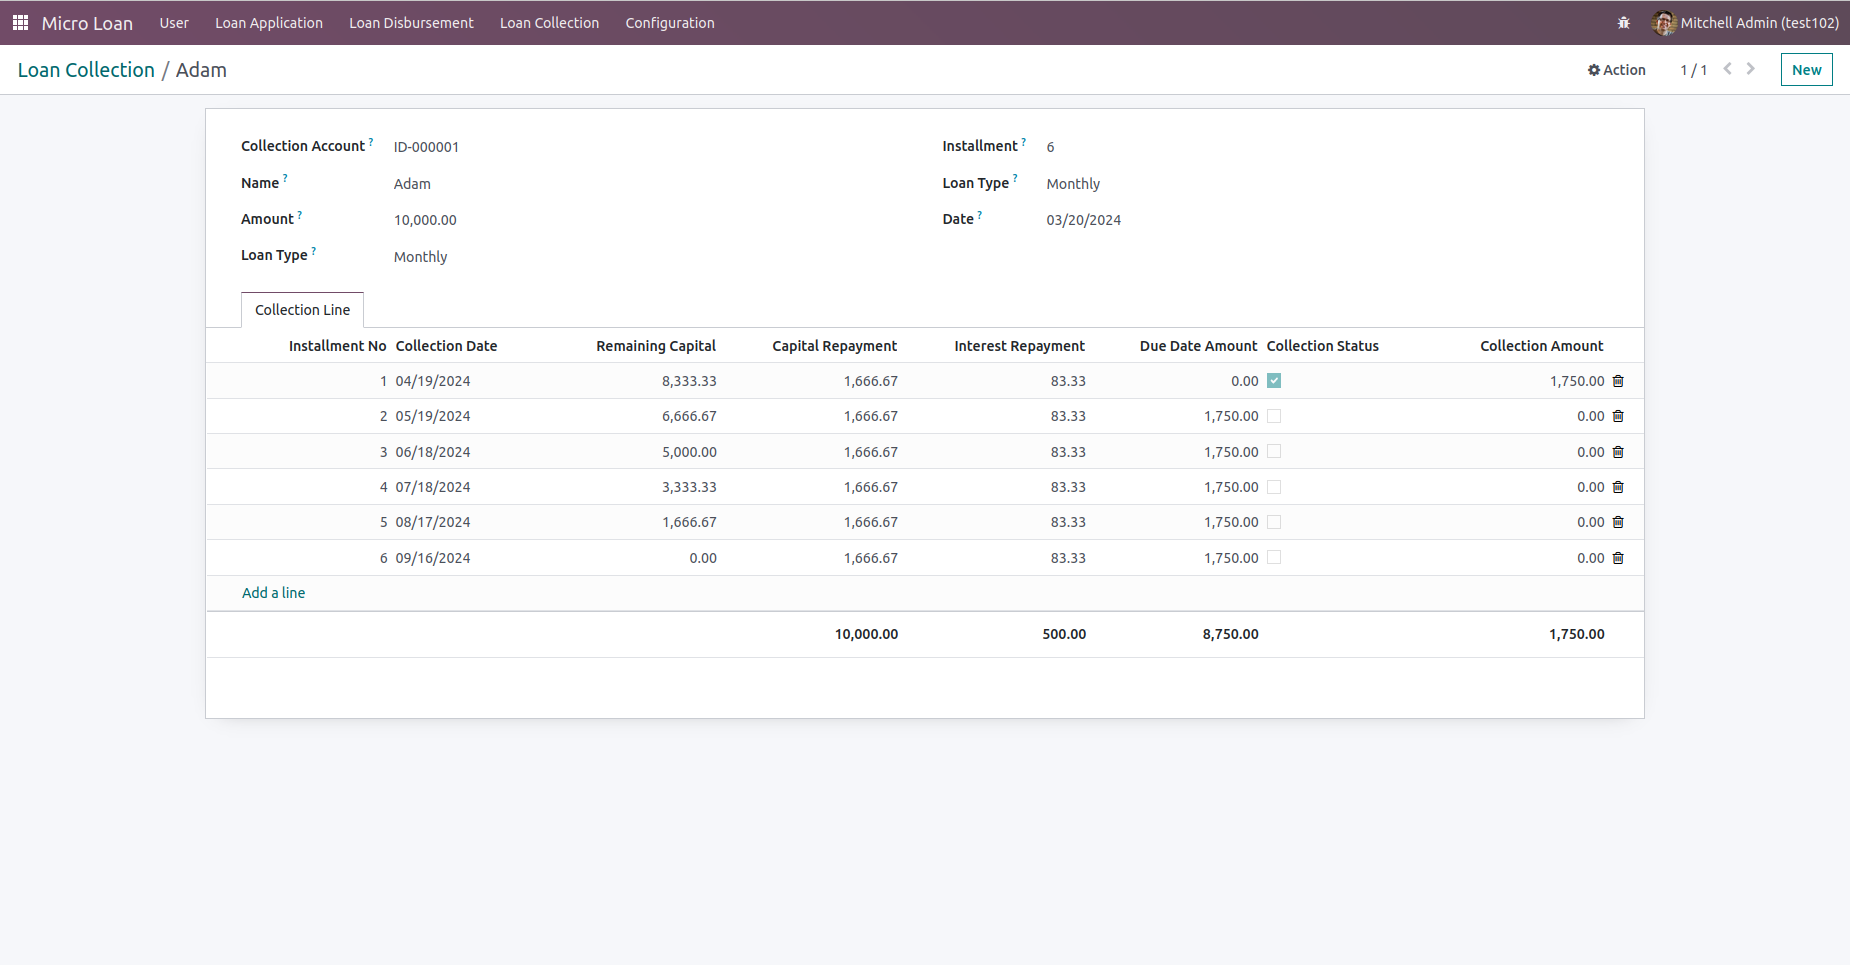 Micro Loan User Loan Application Loan Disbursement Loan Collection Configuration Mitchell Admin (test102)
Loan Collection / Adam Action 1 / 1 New
Collection Account ? ID-000001 Installment ? 6
Name ? Adam Loan Type ? Monthly
Amount ? 10,000.00 Date ? 03/20/2024
Loan Type ? Monthly
Collection Line
Installment No Collection Date Remaining Capital Capital Repayment Interest Repayment Due Date Amount Collection Status Collection Amount
1 04/19/2024 8,333.33 1,666.67 83.33 0.00 1,750.00
2 05/19/2024 6,666.67 1,666.67 83.33 1,750.00 0.00
3 06/18/2024 5,000.00 1,666.67 83.33 1,750.00 0.00
4 07/18/2024 3,333.33 1,666.67 83.33 1,750.00 0.00
5 08/17/2024 1,666.67 1,666.67 83.33 1,750.00 0.00
6 09/16/2024 0.00 1,666.67 83.33 1,750.00 0.00
Add a line
10,000.00 500.00 8,750.00 1,750.00